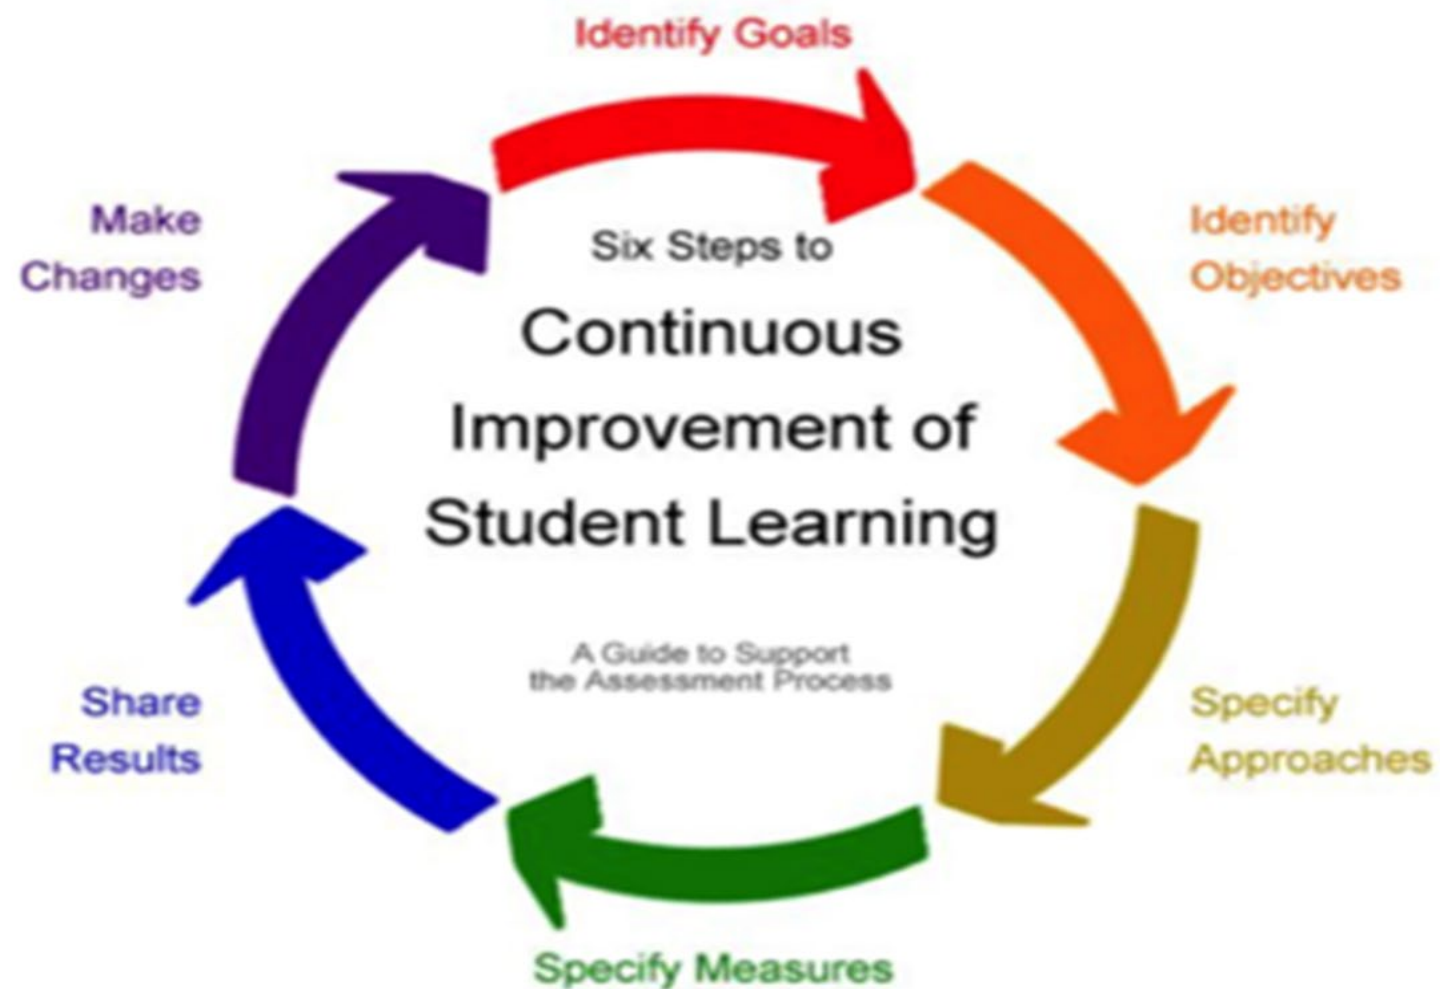 Identify Goals
Six Steps to
Continuous
Improvement of
Student Learning
A Guide to Support
the Assessment Process
Identify
Objectives
Specify
Approaches
Specify Measures
Share
Results
Make
Changes